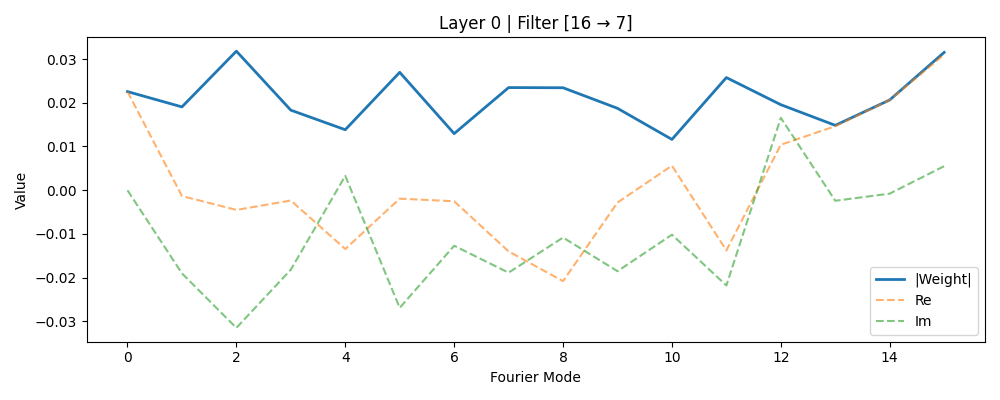 Layer 0 | Filter [16 → 7]
Value
0.03
0.02
0.01
0.00
−0.01
−0.02
−0.03
0 2 4 6 8 10 12 14
Fourier Mode
|Weight|
Re
Im